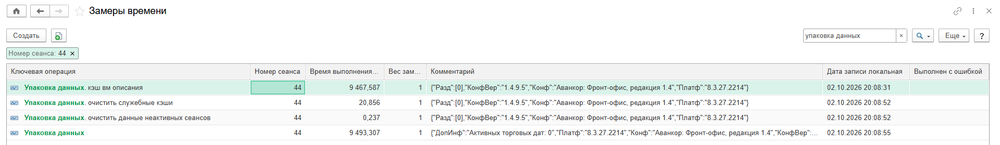 Замеры времени
Создать
упаковка данных ×
Еще
?
Номер сеанса: 44 ×
Ключевая операция Номер сеанса Время выполнения... Вес зам... Комментарий Дата записи локальная Выполнен с ошибкой
Упаковка данных. кэш вм описания 44 9 467,587 1 {"Разд":[0],"КонфВер":"1.4.9.5","Конф":"Аванкор: Фронт-офис, редакция 1.4","Платф":"8.3.27.2214"} 02.10.2026 20:08:31
Упаковка данных. очистить служебные кэши 44 20,856 1 {"Разд":[0],"КонфВер":"1.4.9.5","Конф":"Аванкор: Фронт-офис, редакция 1.4","Платф":"8.3.27.2214"} 02.10.2026 20:08:52
Упаковка данных. очистить данные неактивных сеансов 44 0,237 1 {"Разд":[0],"КонфВер":"1.4.9.5","Конф":"Аванкор: Фронт-офис, редакция 1.4","Платф":"8.3.27.2214"} 02.10.2026 20:08:52
Упаковка данных 44 9 493,307 1 {"ДопИнф":"Активных торговых дат: 0","Платф":"8.3.27.2214","Конф":"Аванкор: Фронт-офис, редакция 1.4","КонфВер":... 02.10.2026 20:08:55